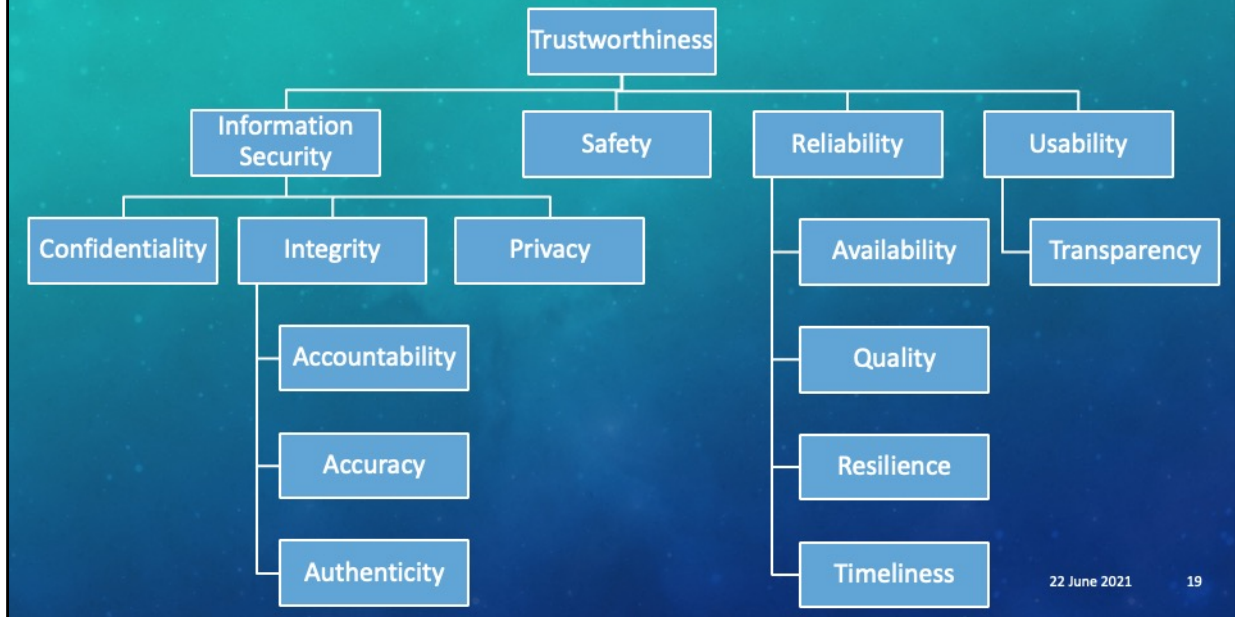 Trustworthiness
Information
Security
Safety
Reliability
Usability
Confidentiality
Integrity
Privacy
Availability
Transparency
Accountability
Quality
Accuracy
Resilience
Authenticity
Timeliness
22 June 2021
19